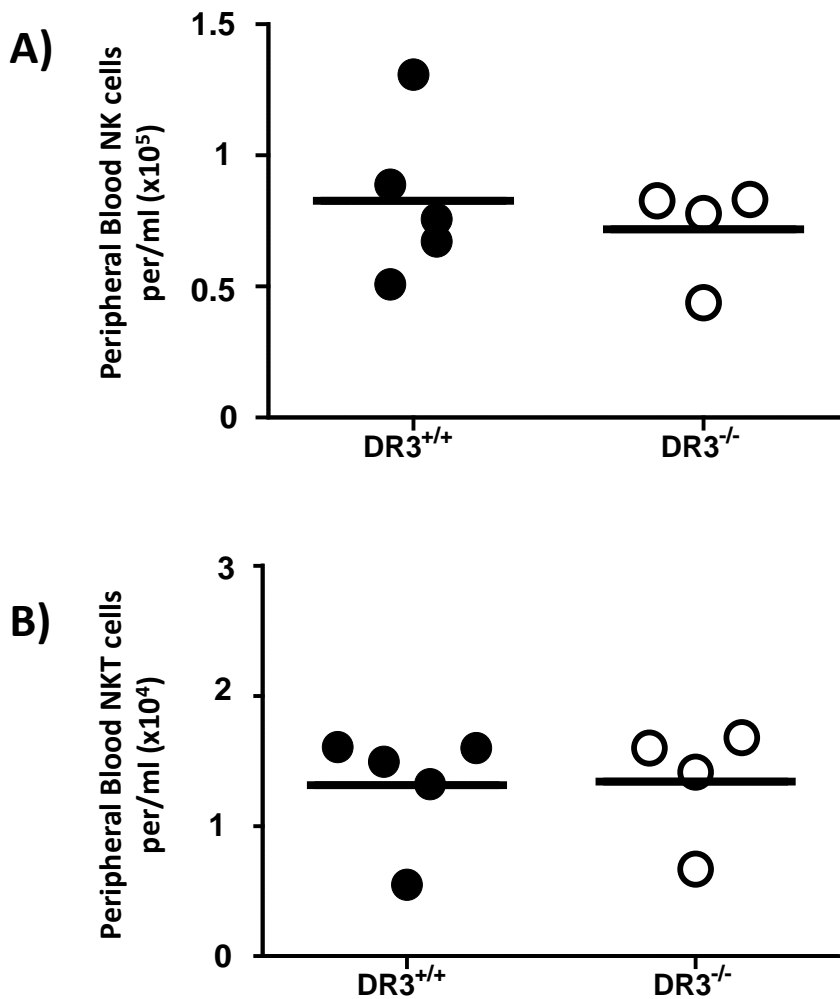 A)
Peripheral Blood NK cells
per/ml (x10⁵)
1.5
1
0.5
0
DR3⁺/⁺
DR3⁻/⁻
B)
Peripheral Blood NKT cells
per/ml (x10⁴)
3
2
1
0
DR3⁺/⁺
DR3⁻/⁻